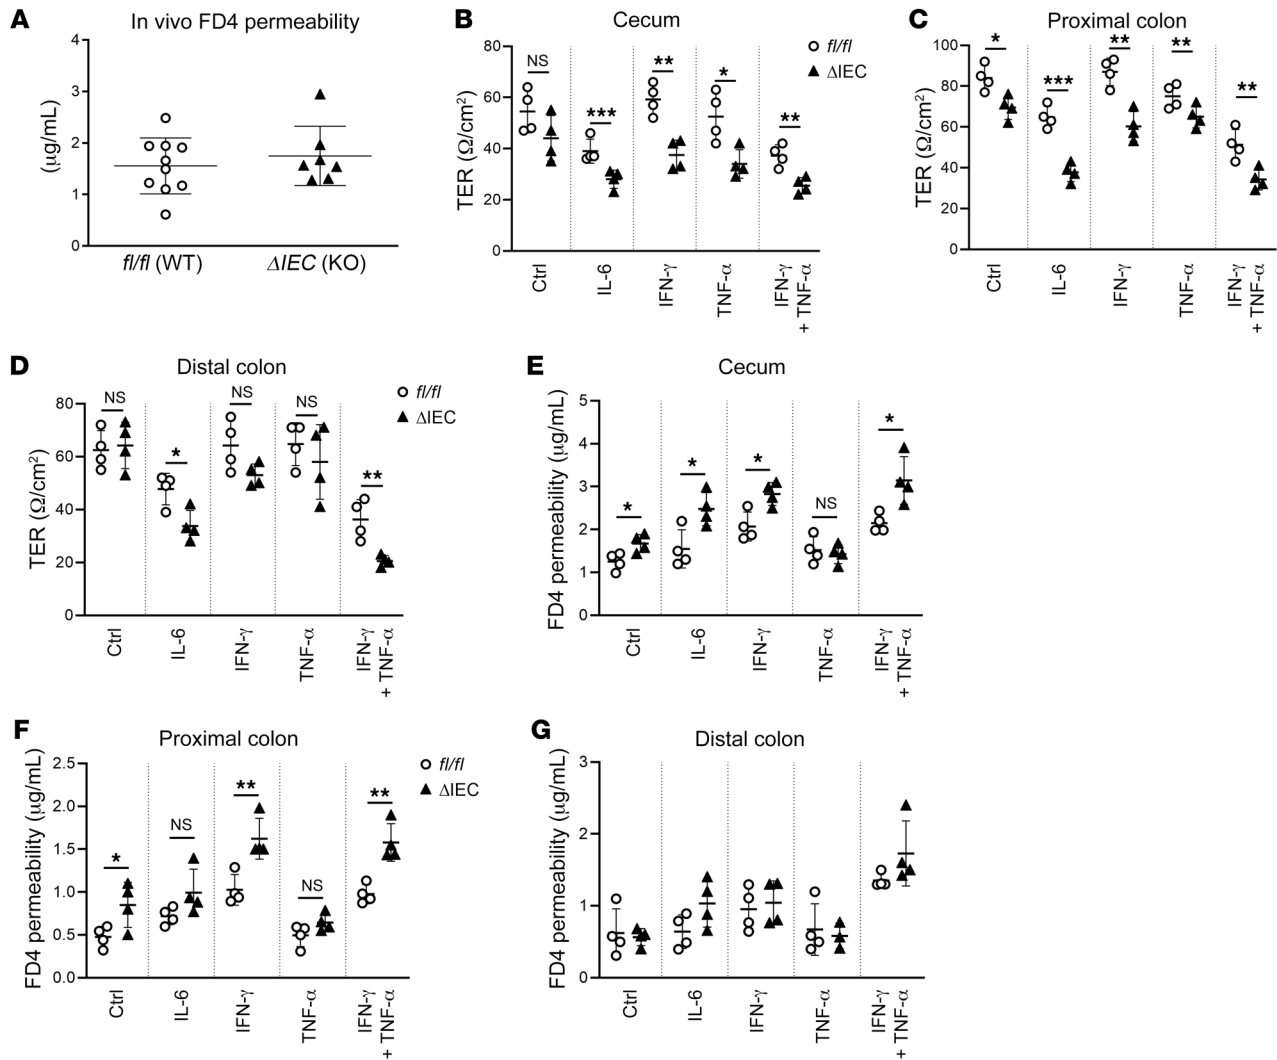 A
In vivo FD4 permeability
(μg/mL)
4
3
2
1
0
fl/fl (WT)
ΔIEC (KO)
B
Cecum
TER (Ω/cm²)
80
60
40
20
0
NS
***
**
*
**
fl/fl
ΔIEC
Ctrl
IL-6
IFN-γ
TNF-α
IFN-γ
+ TNF-α
C
Proximal colon
TER (Ω/cm²)
100
80
60
40
20
0
*
***
**
**
**
Ctrl
IL-6
IFN-γ
TNF-α
IFN-γ
+ TNF-α
D
Distal colon
TER (Ω/cm²)
80
60
40
20
0
NS
*
NS
NS
**
fl/fl
ΔIEC
Ctrl
IL-6
IFN-γ
TNF-α
IFN-γ
+ TNF-α
E
Cecum
FD4 permeability (μg/mL)
5
4
3
2
1
0
*
*
*
NS
*
Ctrl
IL-6
IFN-γ
TNF-α
IFN-γ
+ TNF-α
F
Proximal colon
FD4 permeability (μg/mL)
2.5
2.0
1.5
1.0
0.5
0.0
*
NS
**
NS
**
fl/fl
ΔIEC
Ctrl
IL-6
IFN-γ
TNF-α
IFN-γ
+ TNF-α
G
Distal colon
FD4 permeability (μg/mL)
3
2
1
0
Ctrl
IL-6
IFN-γ
TNF-α
IFN-γ
+ TNF-α